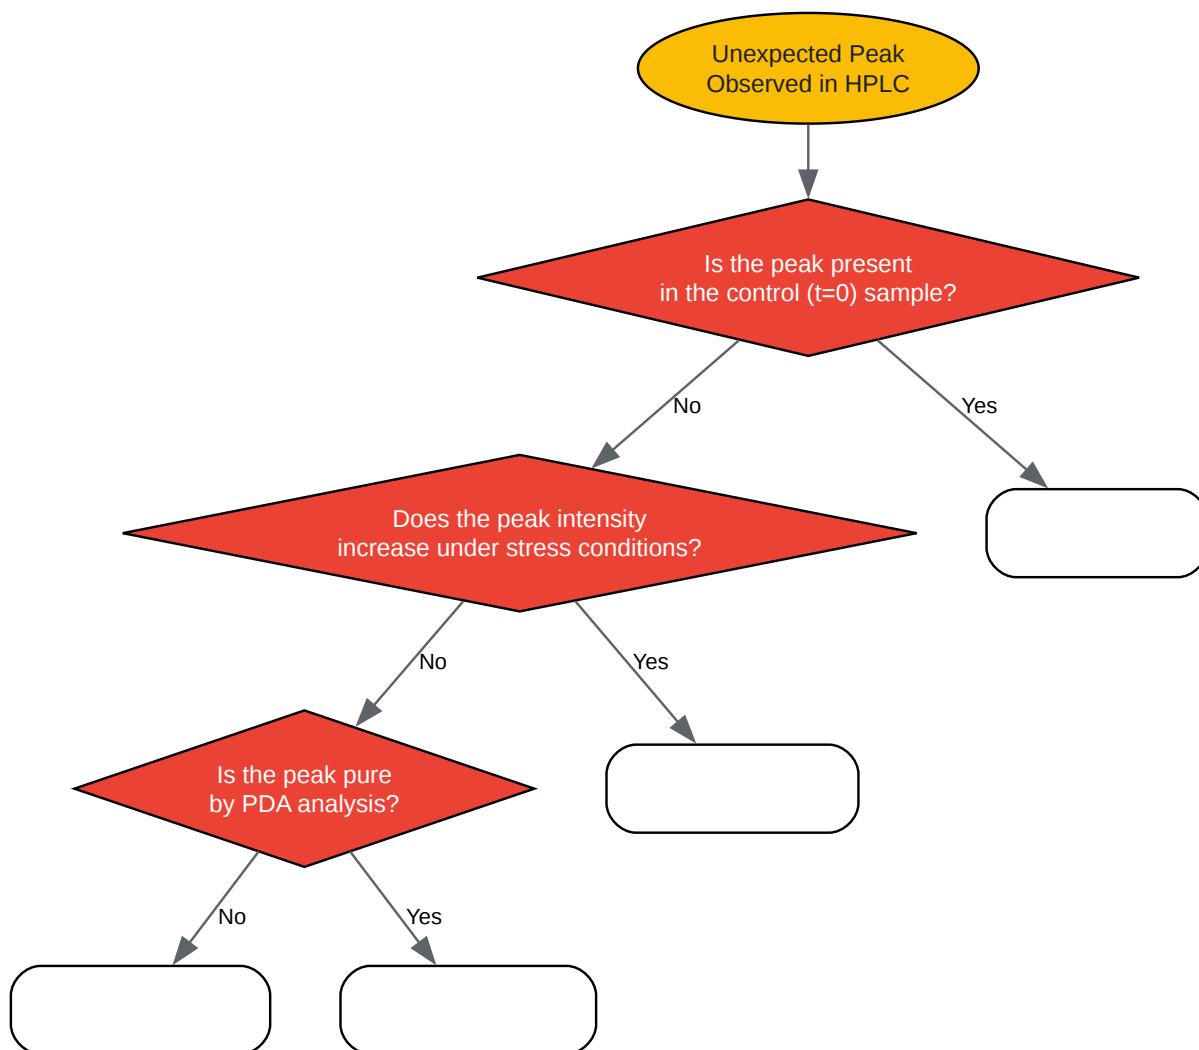 Unexpected Peak
Observed in HPLC
Is the peak present
in the control (t=0) sample?
No
Yes
Does the peak intensity
increase under stress conditions?
No
Yes
Is the peak pure
by PDA analysis?
No
Yes